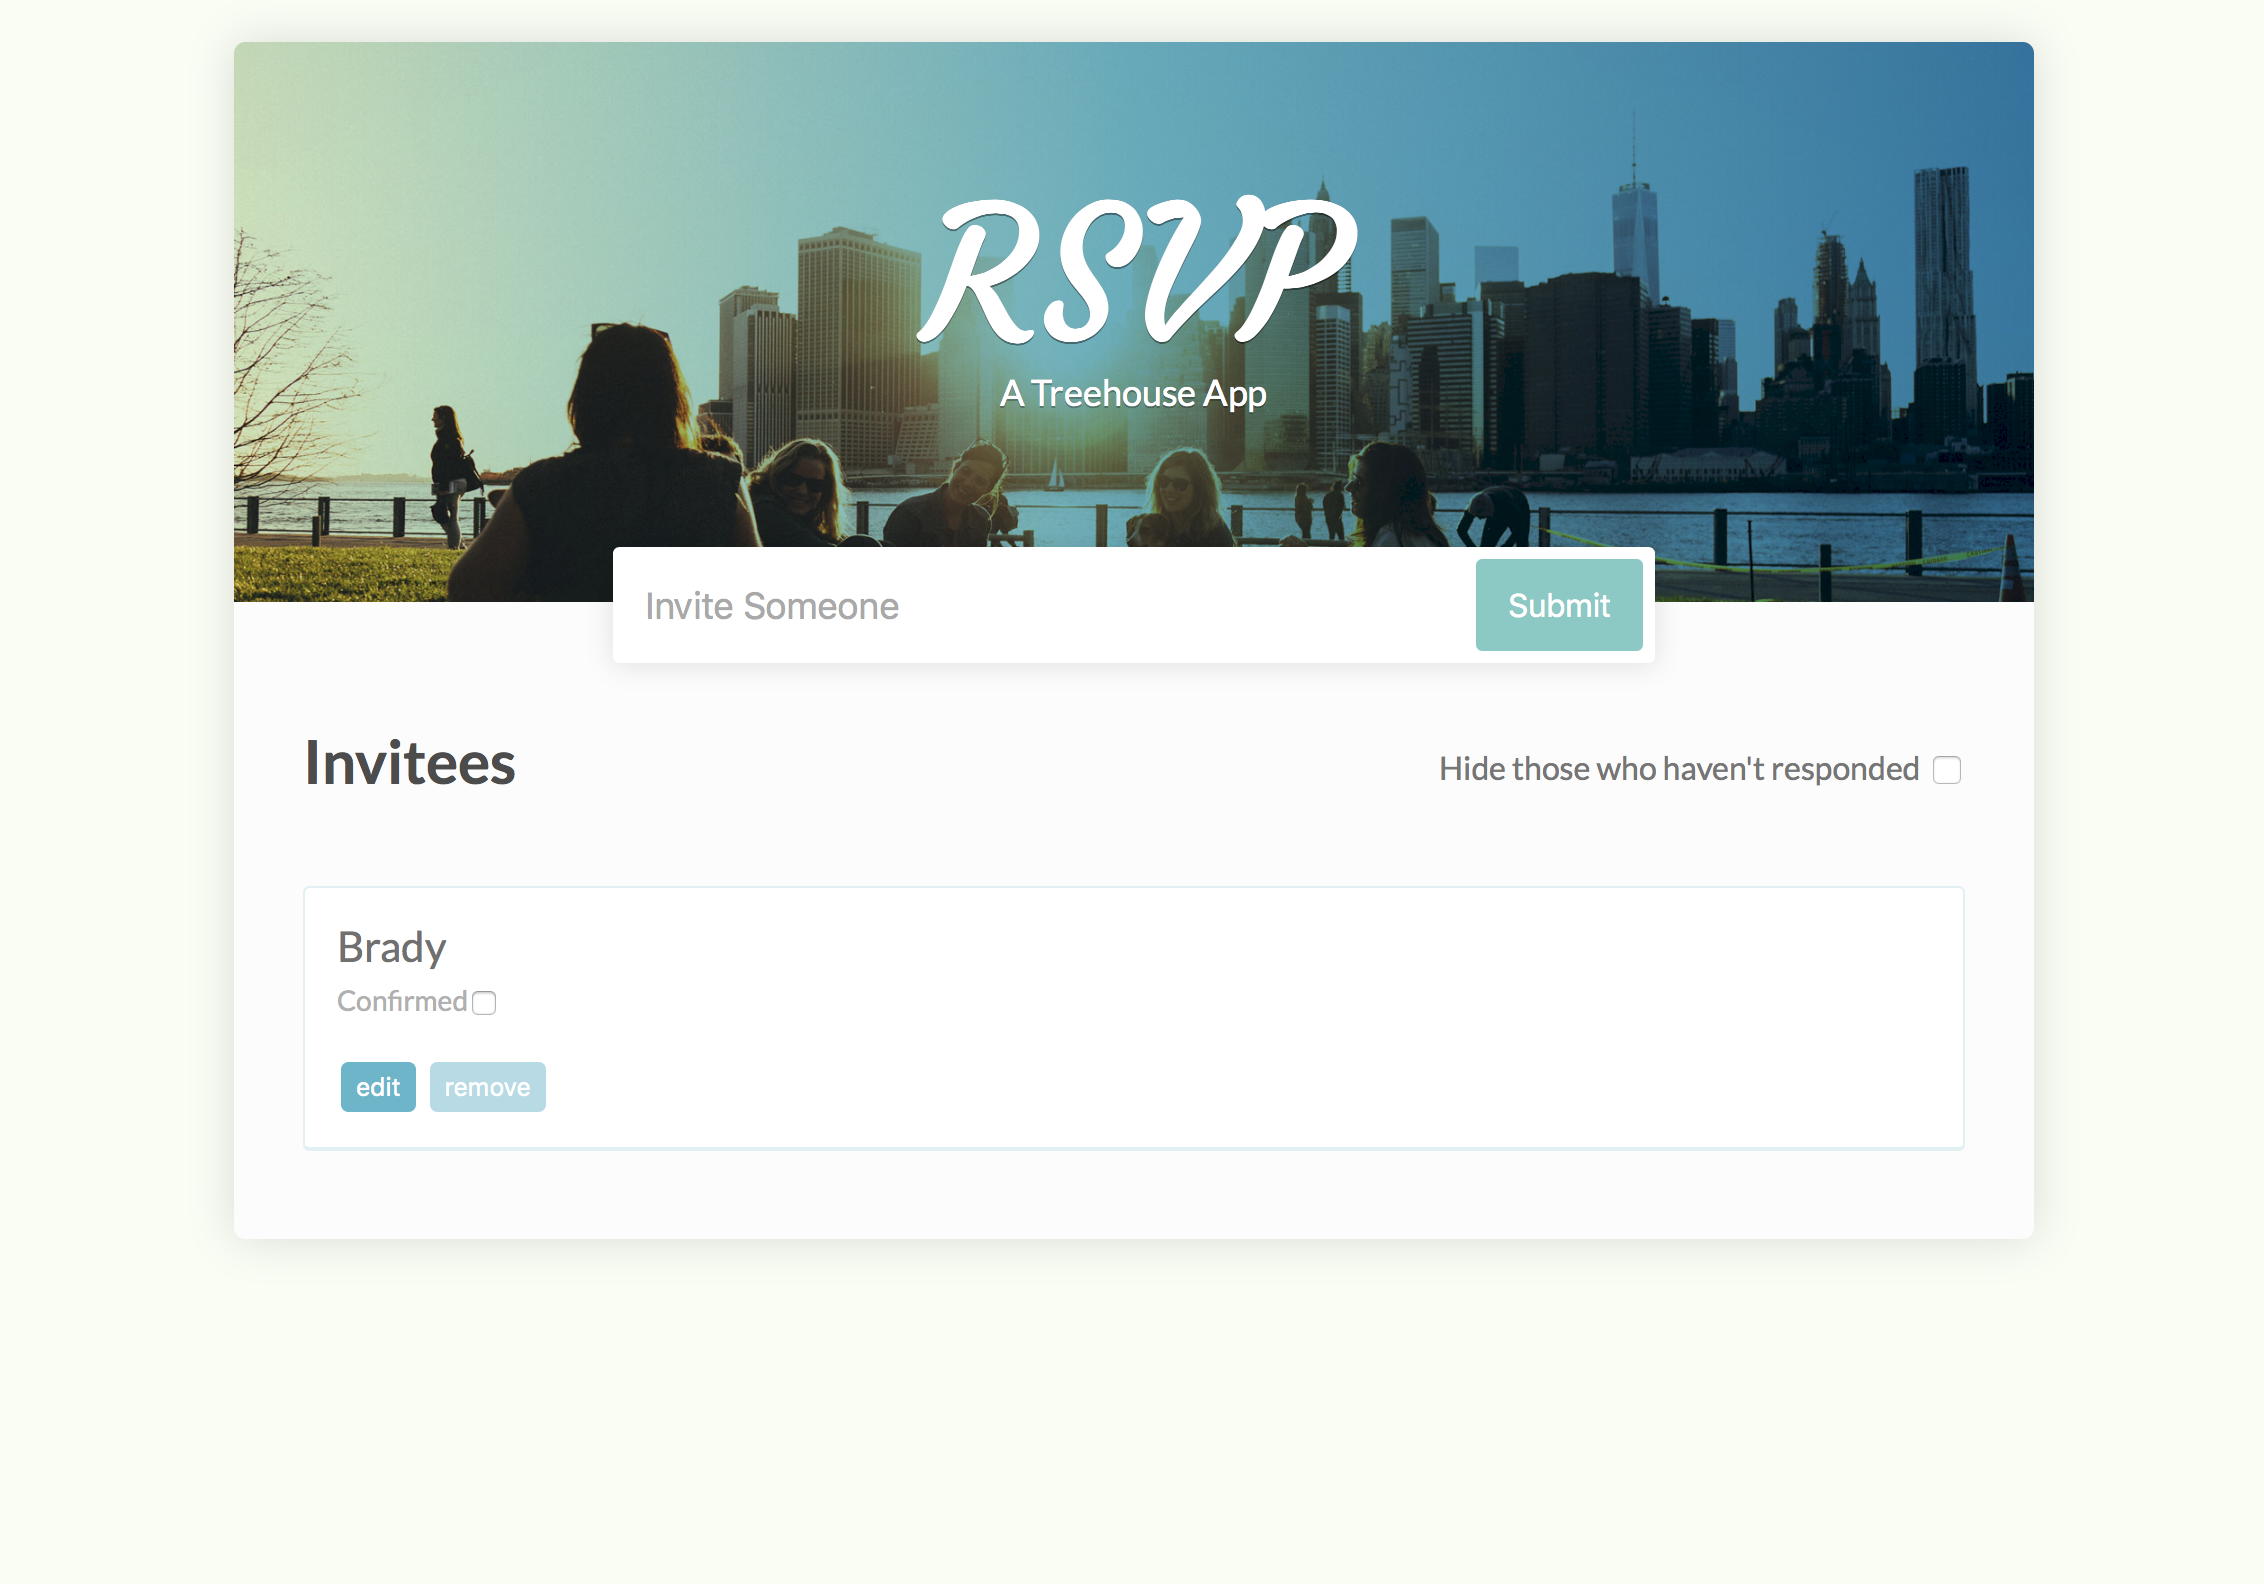 RSVP
A Treehouse App
Invite Someone
Submit
Invitees
Hide those who haven't responded
Brady
Confirmed
edit
remove